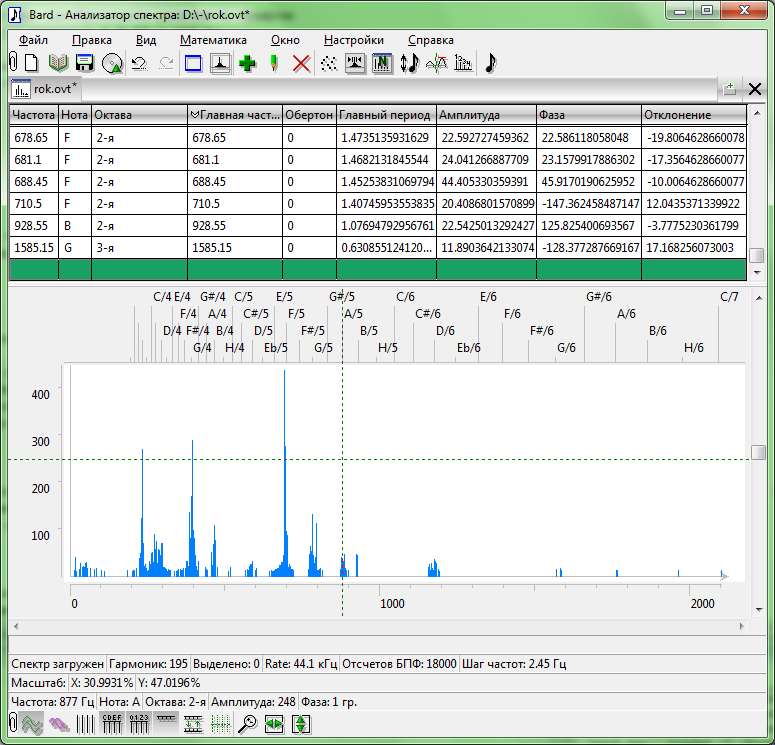 Bard - Анализатор спектра: D:\-\rok.ovt*
Файл Правка Вид Математика Окно Настройки Справка
rok.ovt*
Частота Нота Октава Главная част... Обертон Главный период Амплитуда Фаза Отклонение
678.65 F 2-я 678.65 0 1.4735135931629 22.592727459362 22.586118058048 -19.8064628660078
681.1 F 2-я 681.1 0 1.4682131845544 24.041266887709 23.1579917886302 -17.3564628660077
688.45 F 2-я 688.45 0 1.45253831069794 44.405330359391 45.9170190625952 -10.0064628660077
710.5 F 2-я 710.5 0 1.40745953553835 20.4086801570899 -147.362458487147 12.0435371339922
928.55 B 2-я 928.55 0 1.07694792956761 22.5425013292427 125.825400693567 -3.7775230361799
1585.15 G 3-я 1585.15 0 0.630855124120... 11.8903642133074 -128.377287669167 17.168256073003
C/4 E/4 G#/4 C/5 E/5 G#/5 C/6 E/6 G#/6 C/7
F/4 A/4 C#/5 F/5 A/5 C#/6 F/6 A/6
D/4 F#/4 B/4 D/5 F#/5 B/5 D/6 F#/6 B/6
G/4 H/4 Eb/5 G/5 H/5 Eb/6 G/6 H/6
400
300
200
100
0 1000 2000
Спектр загружен Гармоник: 195 Выделено: 0 Rate: 44.1 кГц Отсчетов БПФ: 18000 Шаг частот: 2.45 Гц
Масштаб: X: 30.9931% Y: 47.0196%
Частота: 877 Гц Нота: A Октава: 2-я Амплитуда: 248 Фаза: 1 гр.
CDEF 0.1.2.3